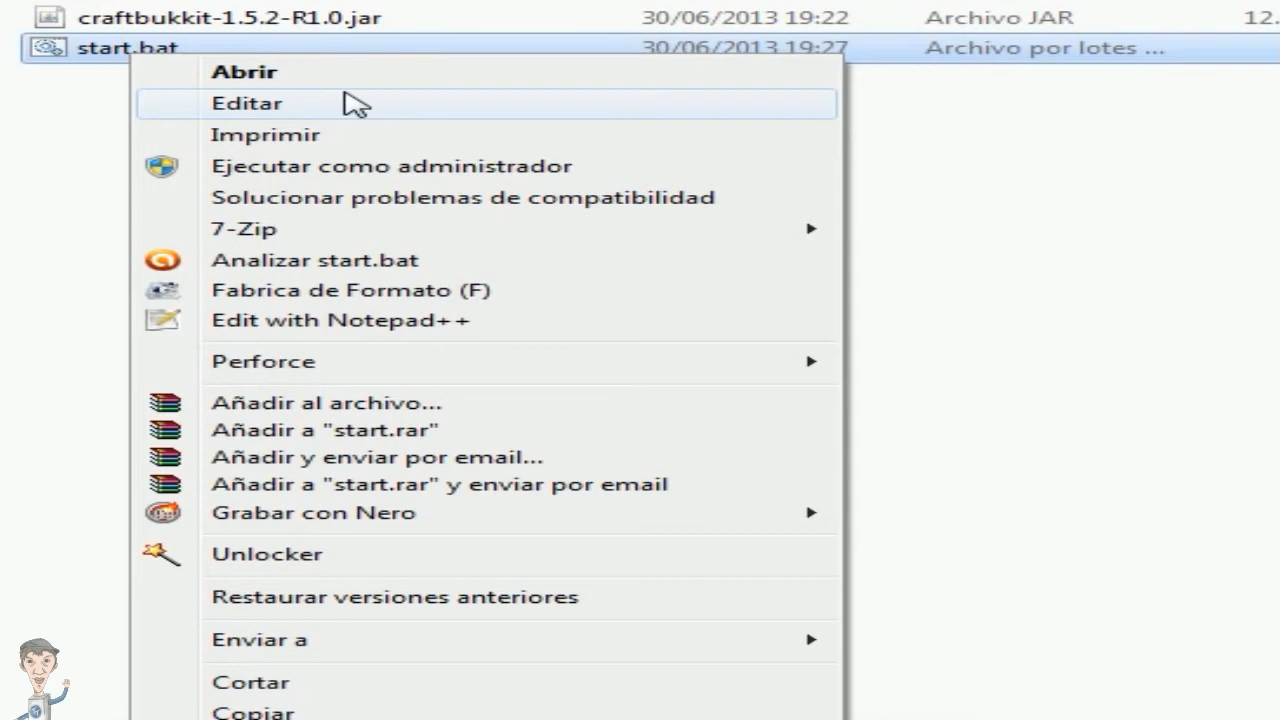 craftbukkit-1.5.2-R1.0.jar 30/06/2013 19:22 Archivo JAR 12.
start.bat 30/06/2013 19:27 Archivo por lotes ...
Abrir
Editar
Imprimir
Ejecutar como administrador
Solucionar problemas de compatibilidad
7-Zip
Analizar start.bat
Fabrica de Formato (F)
Edit with Notepad++
Perforce
Añadir al archivo...
Añadir a "start.rar"
Añadir y enviar por email...
Añadir a "start.rar" y enviar por email
Grabar con Nero
Unlocker
Restaurar versiones anteriores
Enviar a
Cortar
Copiar